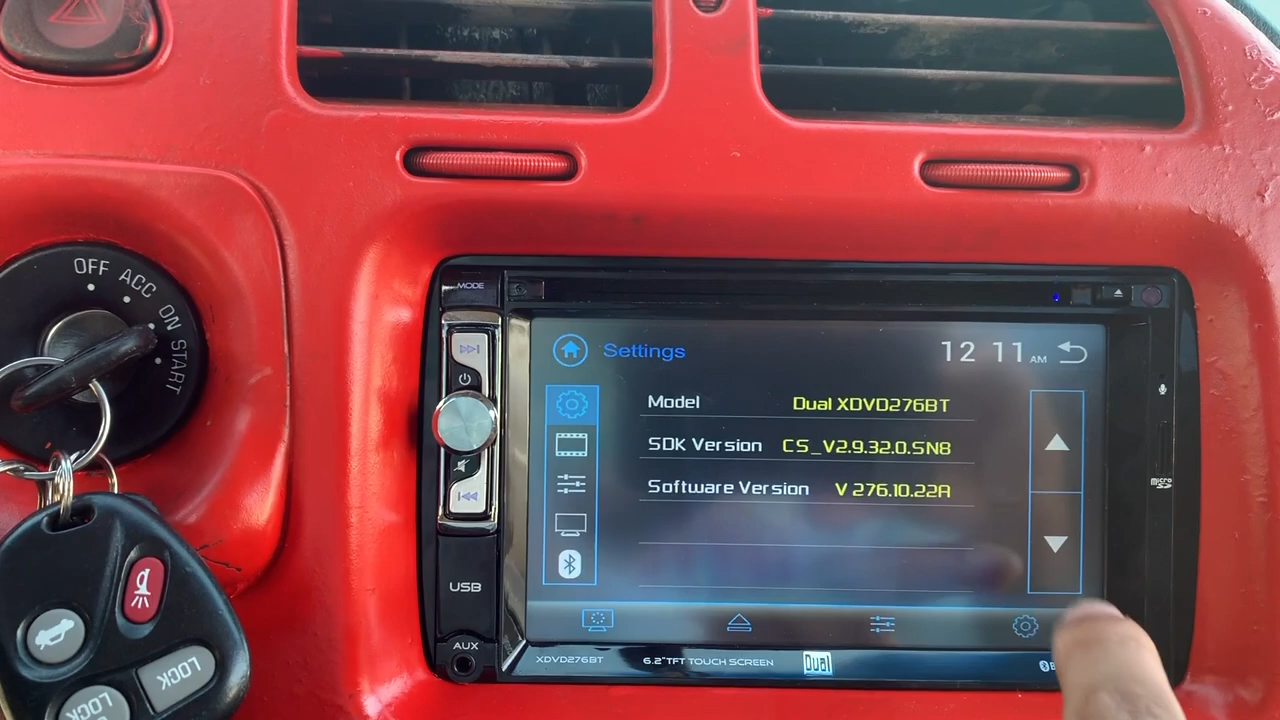 OFF ACC ON START
MODE
Settings
12 11 AM
Model Dual XDVD276BT
SDK Version CS_V2.9.32.0.SN8
Software Version V 276.10.22A
micro
USB
AUX
XDVD276BT 6.2"TFT TOUCH SCREEN Dual
LOCK
LOCK